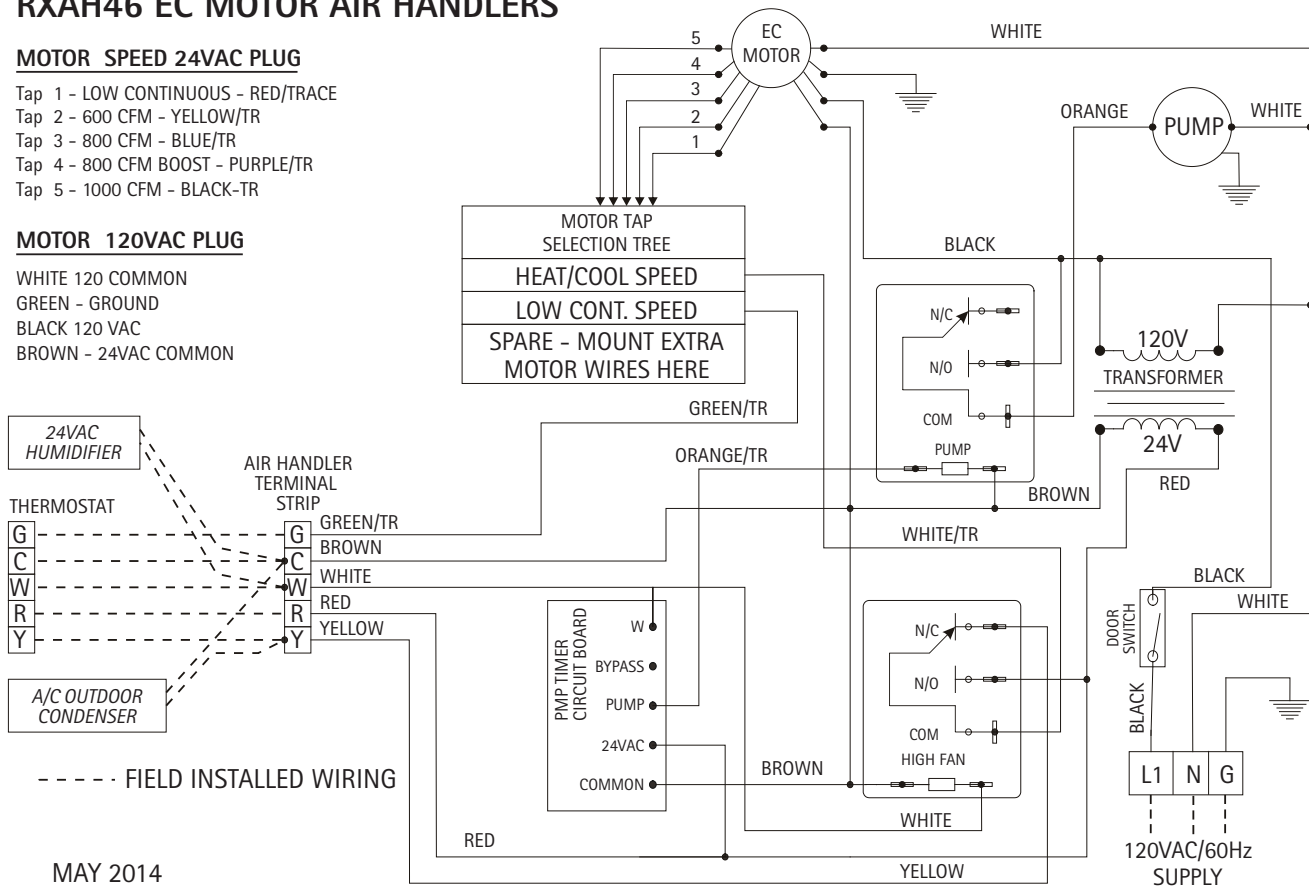 RXAH46 EC MOTOR AIR HANDLERS
MOTOR SPEED 24VAC PLUG
Tap 1 - LOW CONTINUOUS - RED/TRACE
Tap 2 - 600 CFM - YELLOW/TR
Tap 3 - 800 CFM - BLUE/TR
Tap 4 - 800 CFM BOOST - PURPLE/TR
Tap 5 - 1000 CFM - BLACK-TR
MOTOR 120VAC PLUG
WHITE 120 COMMON
GREEN - GROUND
BLACK 120 VAC
BROWN - 24VAC COMMON
5
4
3
2
1
EC
MOTOR
WHITE
ORANGE
PUMP
WHITE
MOTOR TAP
SELECTION TREE
HEAT/COOL SPEED
LOW CONT. SPEED
SPARE - MOUNT EXTRA
MOTOR WIRES HERE
BLACK
N/C
N/O
COM
PUMP
120V
TRANSFORMER
24V
RED
BROWN
GREEN/TR
ORANGE/TR
WHITE/TR
24VAC
HUMIDIFIER
THERMOSTAT
G
C
W
R
Y
AIR HANDLER
TERMINAL
STRIP
G
C
W
R
Y
GREEN/TR
BROWN
WHITE
RED
YELLOW
A/C OUTDOOR
CONDENSER
- - - - - FIELD INSTALLED WIRING
PMP TIMER
CIRCUIT BOARD
W
BYPASS
PUMP
24VAC
COMMON
BROWN
N/C
N/O
COM
HIGH FAN
WHITE
RED
YELLOW
BLACK
WHITE
DOOR
SWITCH
BLACK
L1 N G
120VAC/60Hz
SUPPLY
MAY 2014